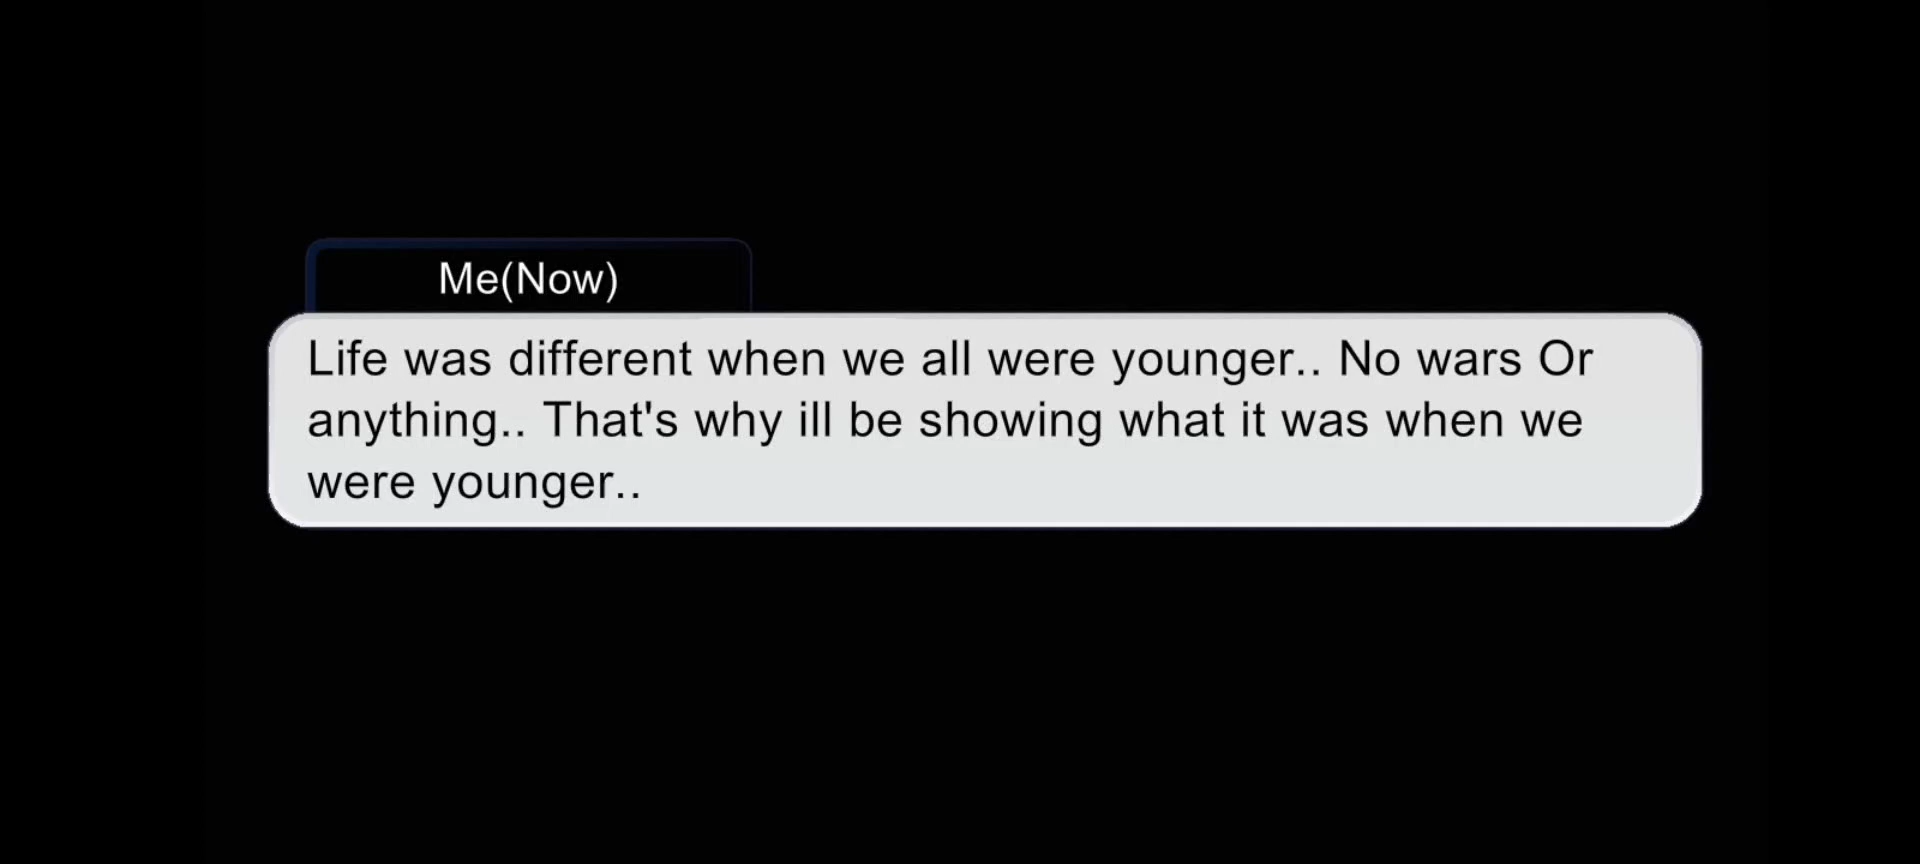 Me(Now)
Life was different when we all were younger.. No wars Or
anything.. That's why ill be showing what it was when we
were younger..